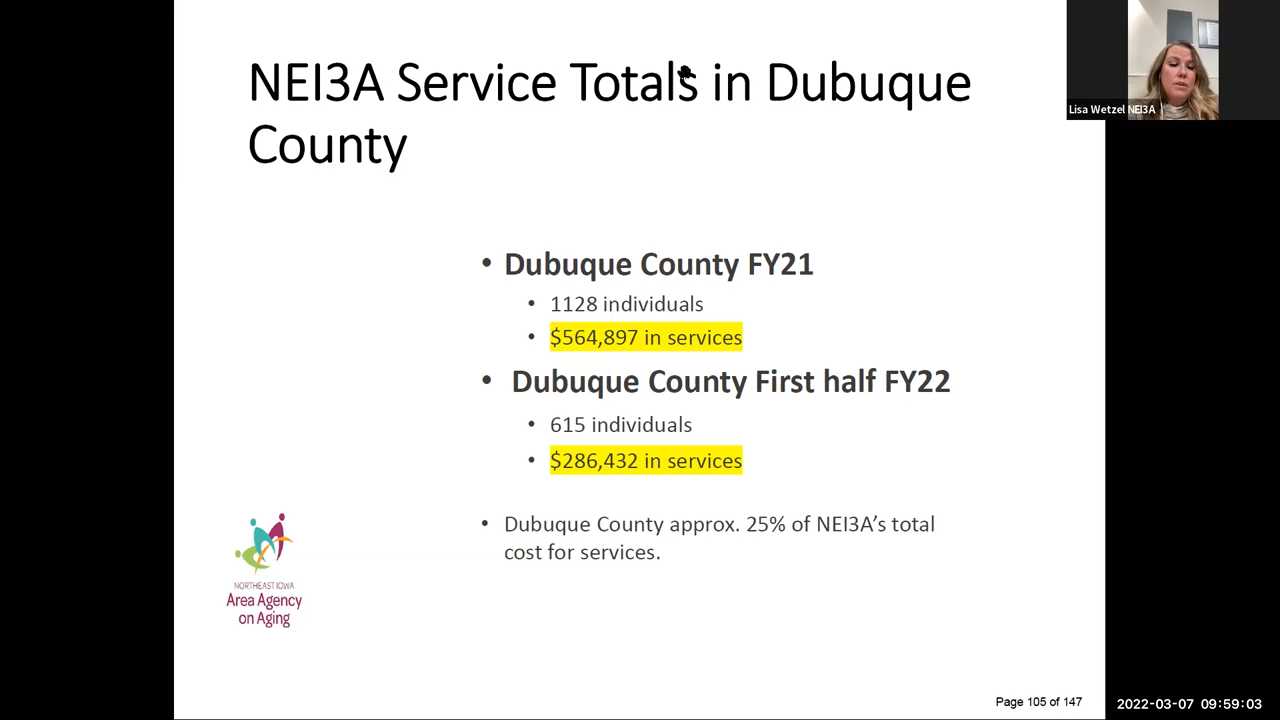 NEI3A Service Totals in Dubuque
County
Lisa Wetzel NEI3A
• Dubuque County FY21
• 1128 individuals
• $564,897 in services
• Dubuque County First half FY22
• 615 individuals
• $286,432 in services
• Dubuque County approx. 25% of NEI3A’s total
cost for services.
NORTHEAST IOWA
Area Agency
on Aging
Page 105 of 147
2022-03-07 09:59:03